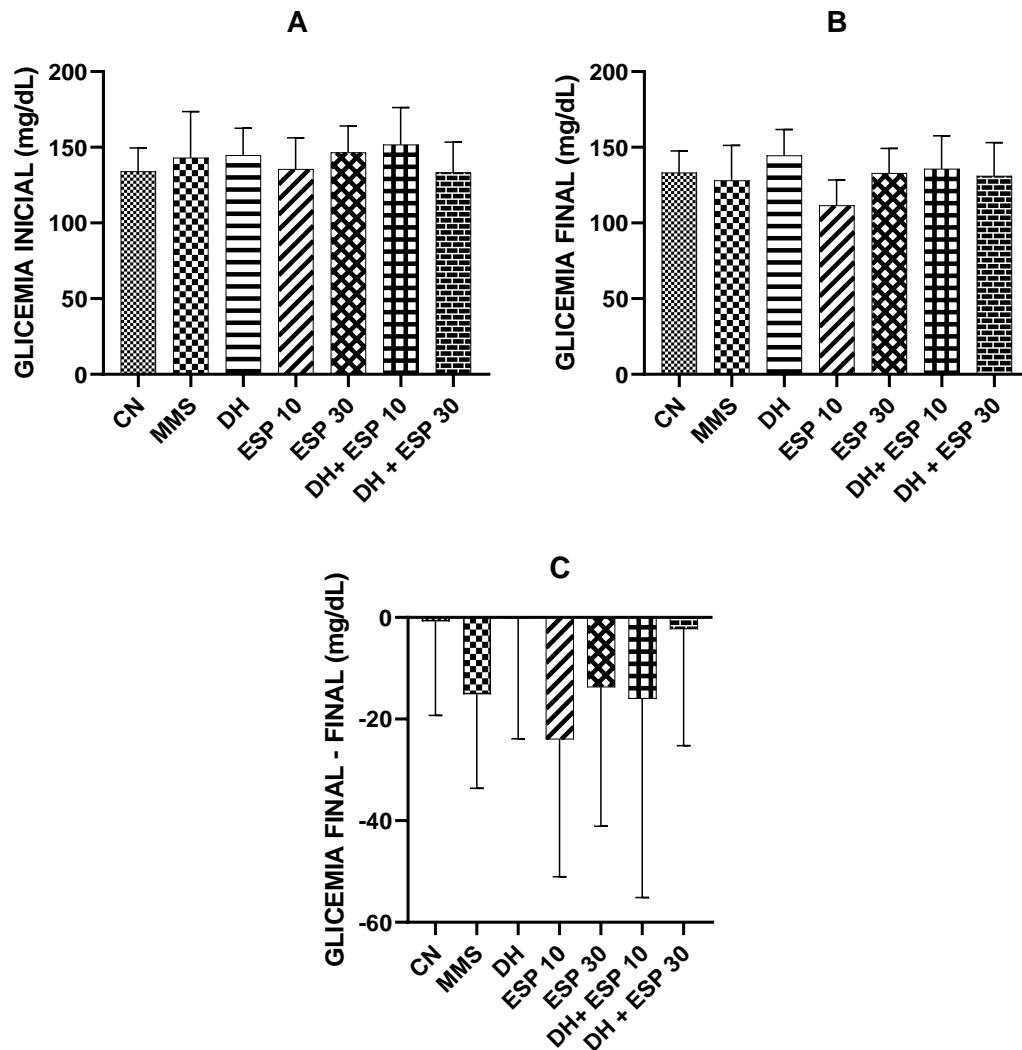 A
GLICEMIA INICIAL (mg/dL)
200
150
100
50
0
CN
MMS
DH
ESP 10
ESP 30
DH+ ESP 10
DH + ESP 30
B
GLICEMIA FINAL (mg/dL)
200
150
100
50
0
CN
MMS
DH
ESP 10
ESP 30
DH+ ESP 10
DH + ESP 30
C
GLICEMIA FINAL - FINAL (mg/dL)
0
-20
-40
-60
CN
MMS
DH
ESP 10
ESP 30
DH+ ESP 10
DH + ESP 30